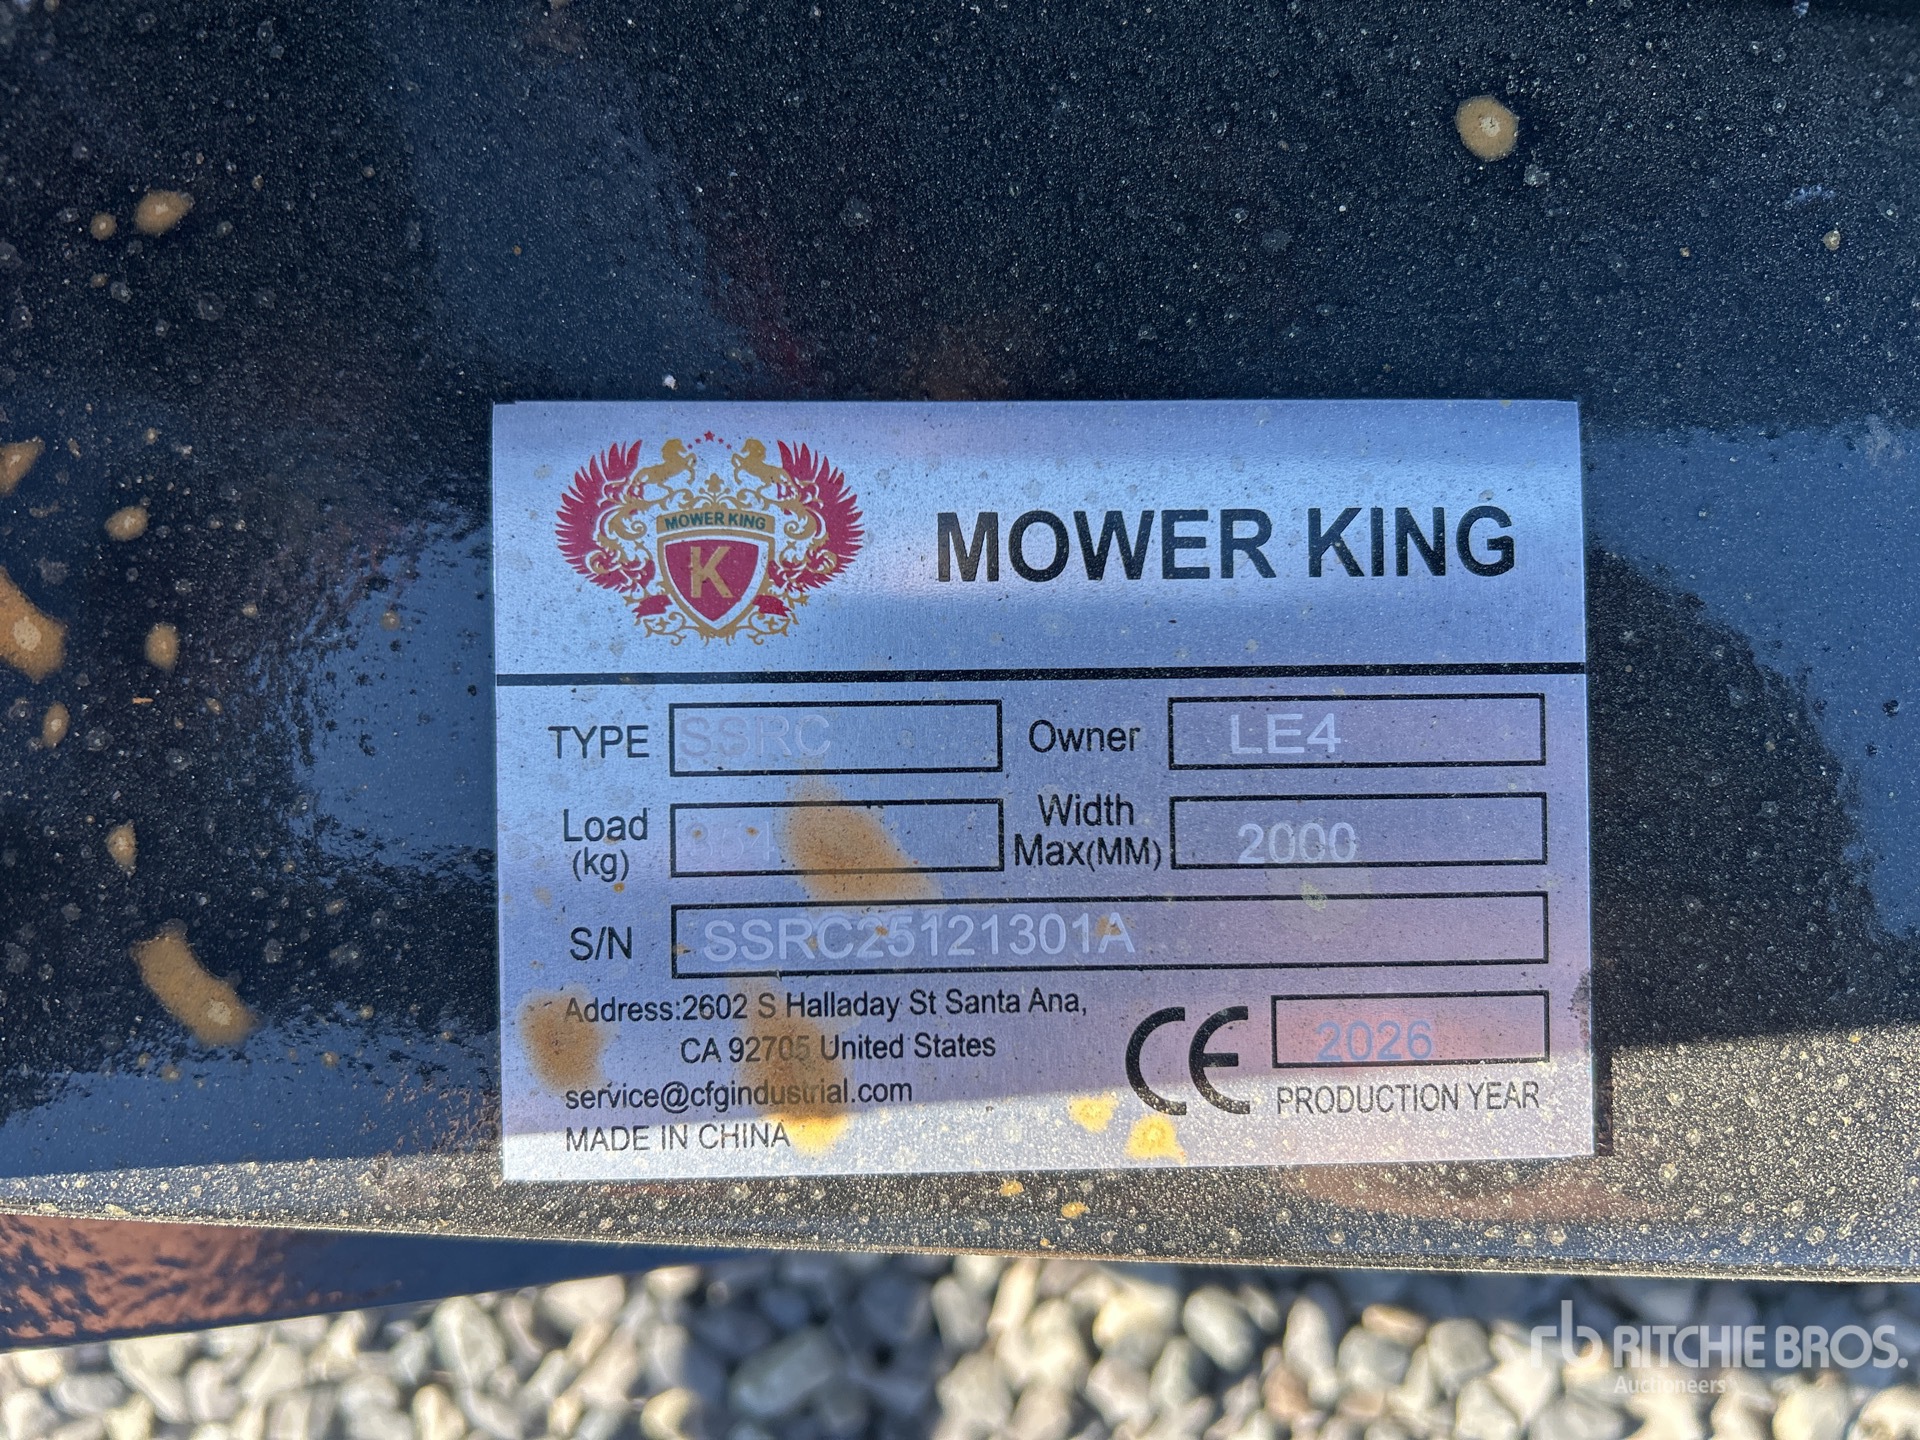 MOWER KING
K
MOWER KING
TYPE SSRC Owner LE4
Load (kg) Width Max(MM) 2000
S/N SSRC25121301A
Address:2602 S Halladay St Santa Ana,
CA 92705 United States
service@cfgindustrial.com
MADE IN CHINA
CE 2026
PRODUCTION YEAR
rb RITCHIE BROS.
Auctioneers